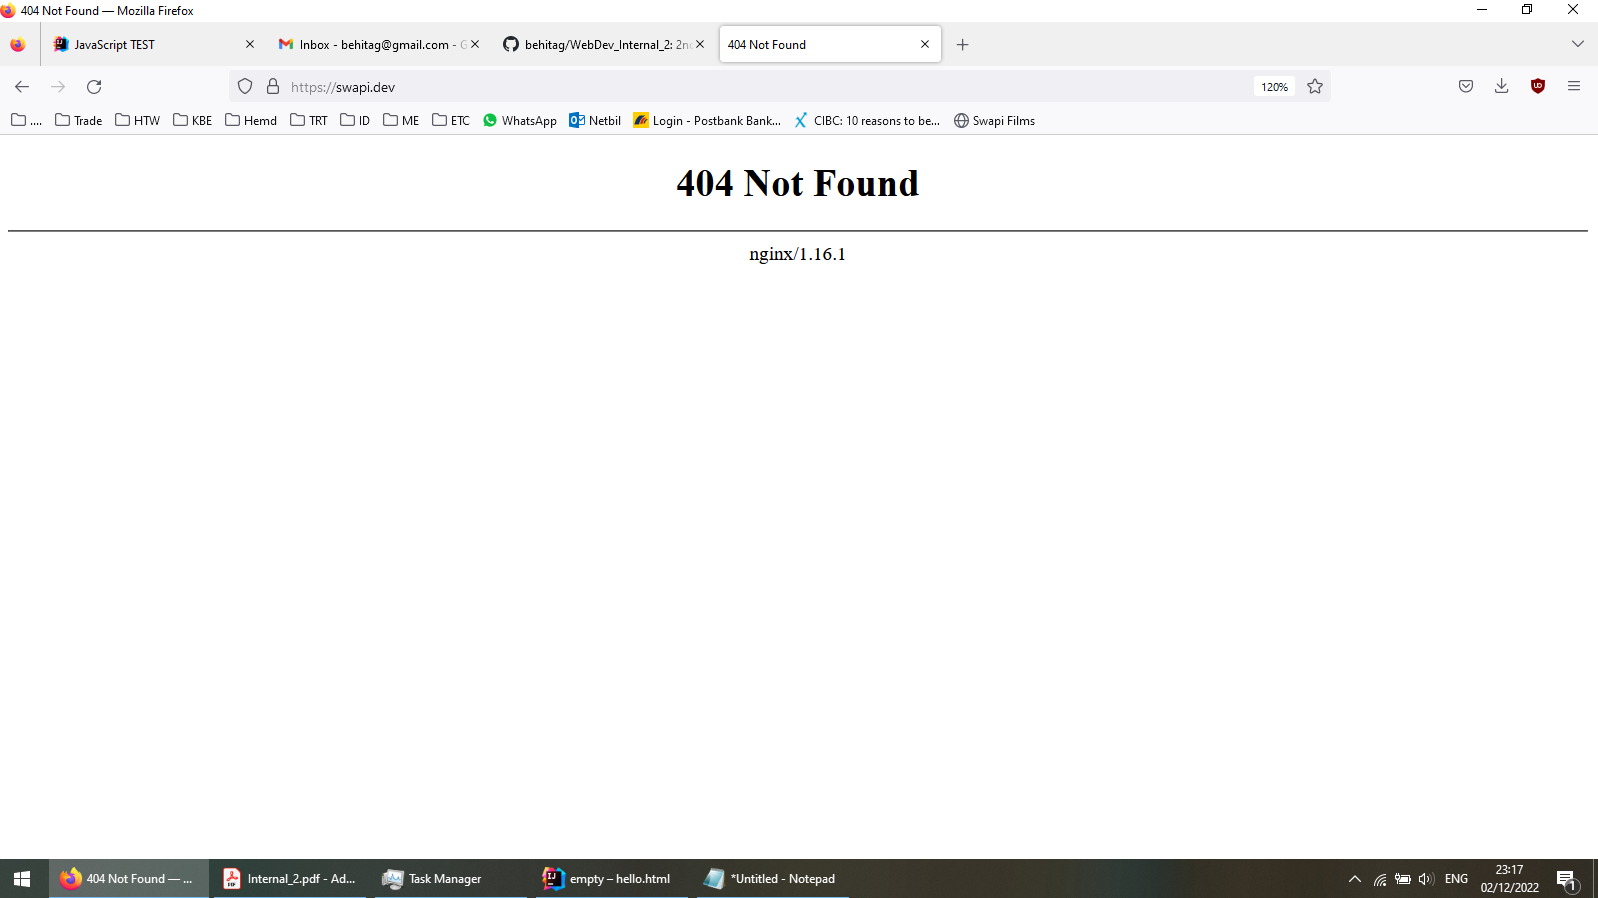 404 Not Found — Mozilla Firefox
JavaScript TEST
Inbox - behitag@gmail.com - G
behitag/WebDev_Internal_2: 2nd
404 Not Found
https://swapi.dev
120%
....
Trade
HTW
KBE
Hemd
TRT
ID
ME
ETC
WhatsApp
Netbil
Login - Postbank Bank...
CIBC: 10 reasons to be...
Swapi Films
404 Not Found
nginx/1.16.1
404 Not Found — ...
Internal_2.pdf - Ad...
Task Manager
empty – hello.html
*Untitled - Notepad
ENG
23:17
02/12/2022
1